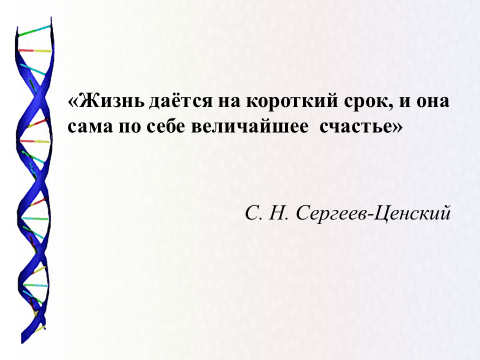 «Жизнь даётся на короткий срок, и она
сама по себе величайшее  счастье»
С. Н. Сергеев-Ценский